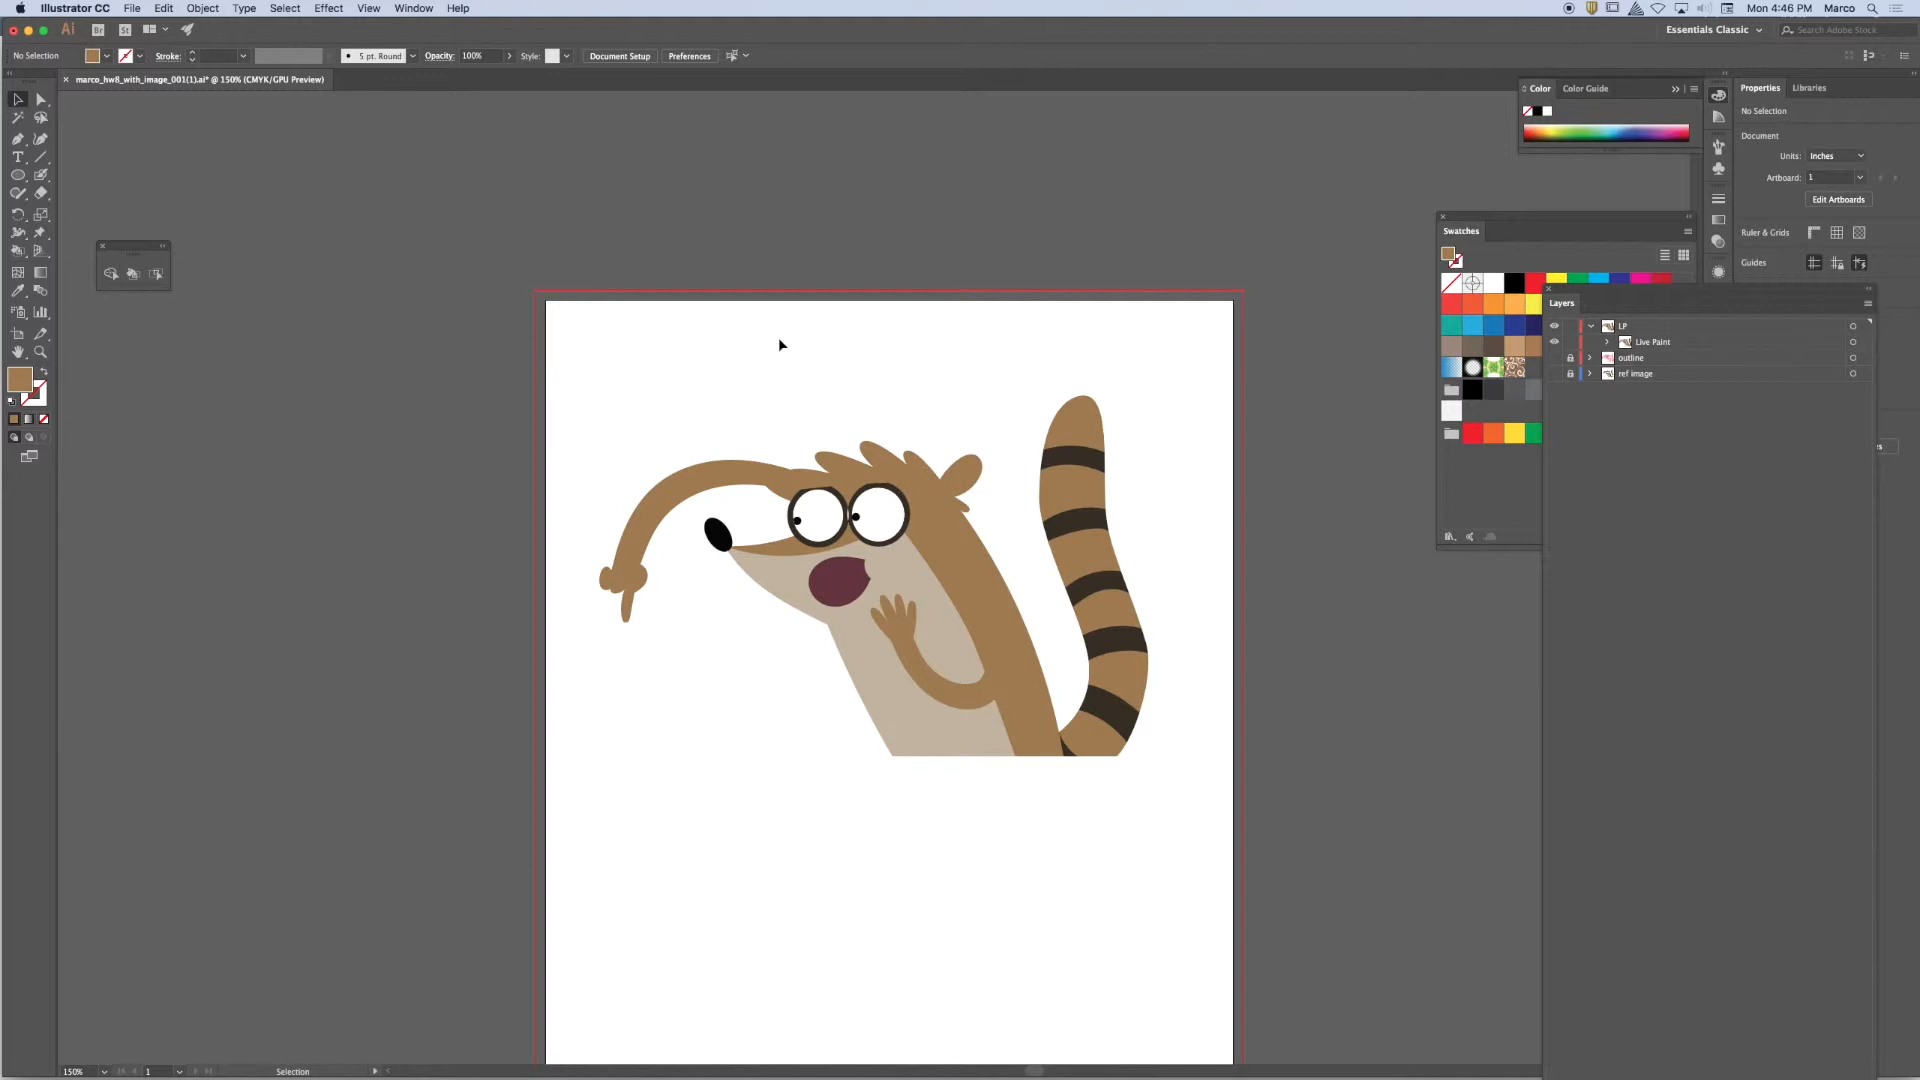 Illustrator CC File Edit Object Type Select Effect View Window Help Mon 4:46 PM Marco
Ai Br St Essentials Classic Search Adobe Stock
No Selection Stroke: 5 pt. Round Opacity: 100% Style: Document Setup Preferences
marco_hw8_with_image_001(1).ai* @ 150% (CMYK/GPU Preview)
Color Color Guide
Properties Libraries
No Selection
Document
Units: Inches
Artboard: 1
Edit Artboards
Ruler & Grids
Guides
Swatches
Layers
LP
Live Paint
outline
ref image
150% 1 Selection